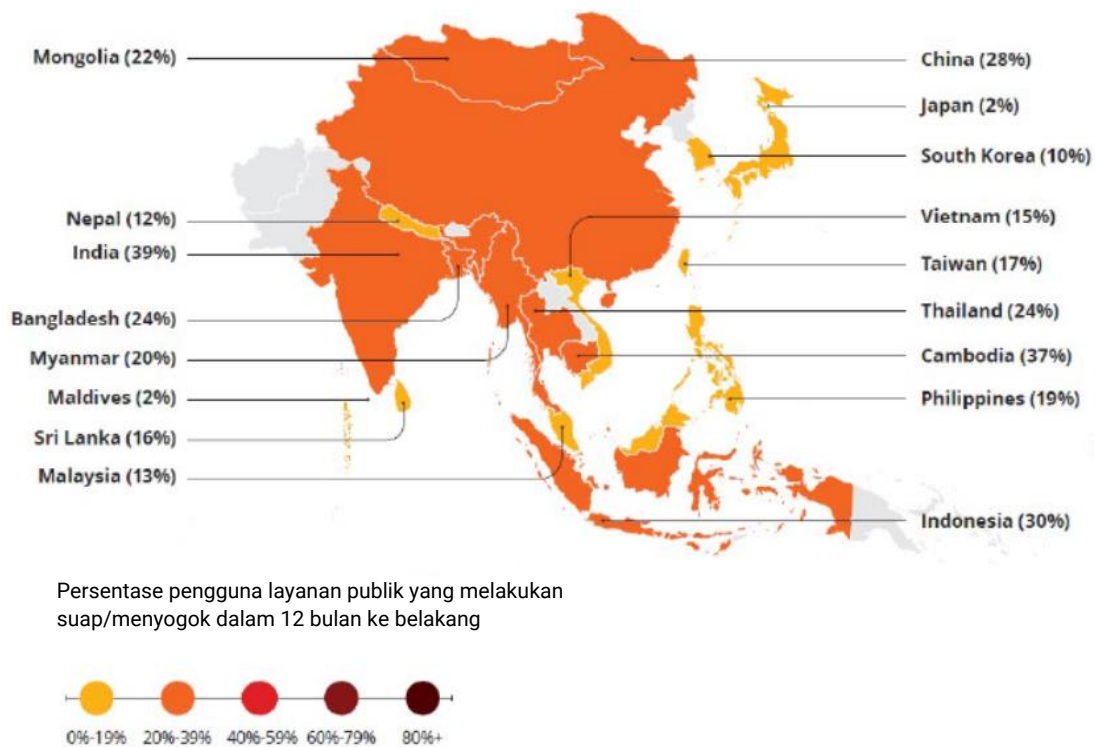 Mongolia (22%)
Nepal (12%)
India (39%)
Bangladesh (24%)
Myanmar (20%)
Maldives (2%)
Sri Lanka (16%)
Malaysia (13%)
China (28%)
Japan (2%)
South Korea (10%)
Vietnam (15%)
Taiwan (17%)
Thailand (24%)
Cambodia (37%)
Philippines (19%)
Indonesia (30%)
Persentase pengguna layanan publik yang melakukan
suap/menyogok dalam 12 bulan ke belakang
0%-19% 20%-39% 40%-59% 60%-79% 80%+